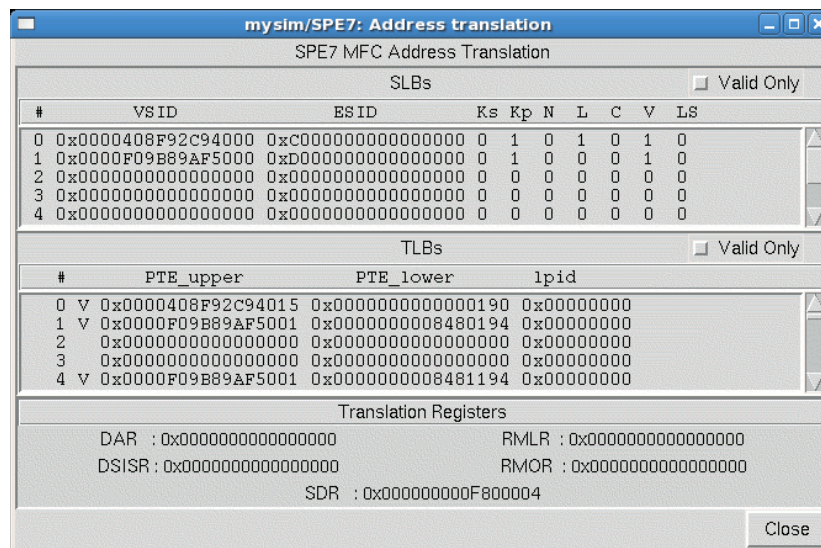 mysim/SPE7: Address translation
SPE7 MFC Address Translation
SLBs Valid Only
# VSID ESID Ks Kp N L C V LS
0 0x0000408F92C94000 0xC000000000000000 0 1 0 1 0 1 0
1 0x0000F09B89AF5000 0xD000000000000000 0 1 0 0 0 1 0
2 0x0000000000000000 0x0000000000000000 0 0 0 0 0 0 0
3 0x0000000000000000 0x0000000000000000 0 0 0 0 0 0 0
4 0x0000000000000000 0x0000000000000000 0 0 0 0 0 0 0
TLBs Valid Only
# PTE_upper PTE_lower lpid
0 V 0x0000408F92C94015 0x0000000000000190 0x00000000
1 V 0x0000F09B89AF5001 0x0000000008480194 0x00000000
2 0x0000000000000000 0x0000000000000000 0x00000000
3 0x0000000000000000 0x0000000000000000 0x00000000
4 V 0x0000F09B89AF5001 0x0000000008481194 0x00000000
Translation Registers
DAR : 0x0000000000000000 RMLR : 0x0000000000000000
DSISR : 0x0000000000000000 RMOR : 0x0000000000000000
SDR : 0x000000000F800004
Close